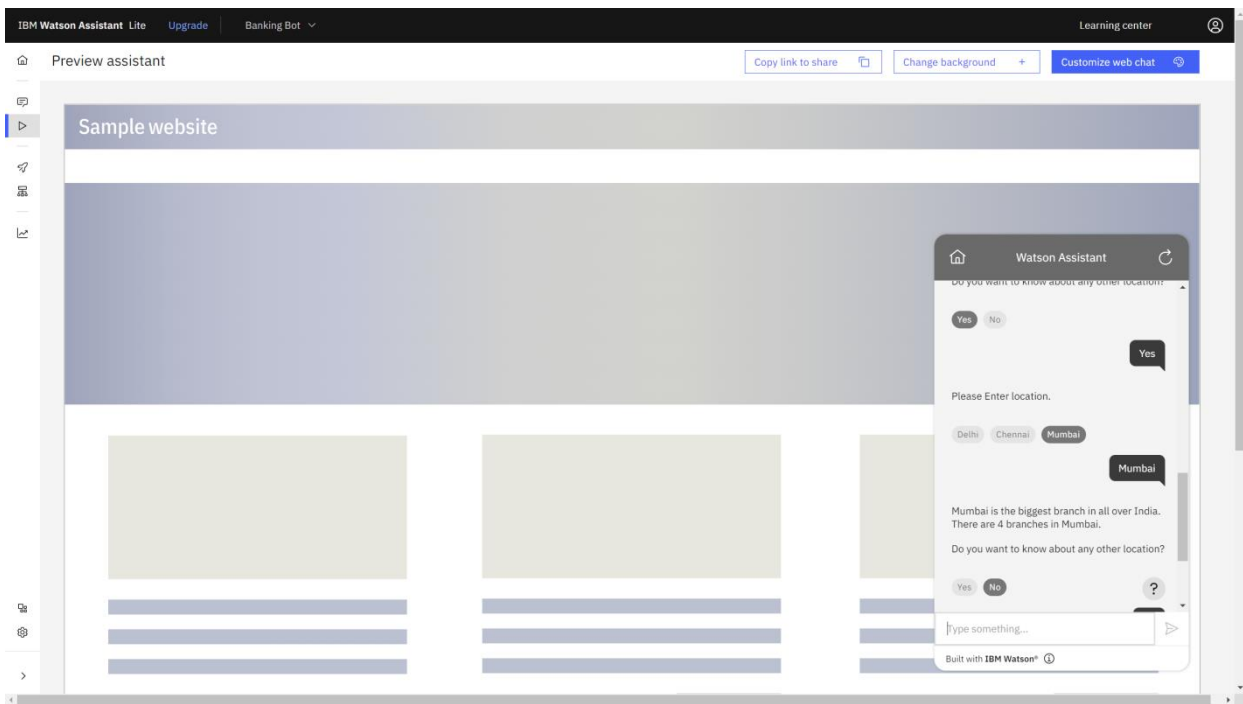 IBM Watson Assistant Lite Upgrade Banking Bot Learning center
Preview assistant Copy link to share Change background + Customize web chat
Sample website
Watson Assistant
Do you want to know about any other location?
Yes No
Yes
Please Enter location.
Delhi Chennai Mumbai
Mumbai
Mumbai is the biggest branch in all over India.
There are 4 branches in Mumbai.
Do you want to know about any other location?
Yes No
?
Type something...
Built with IBM Watson®